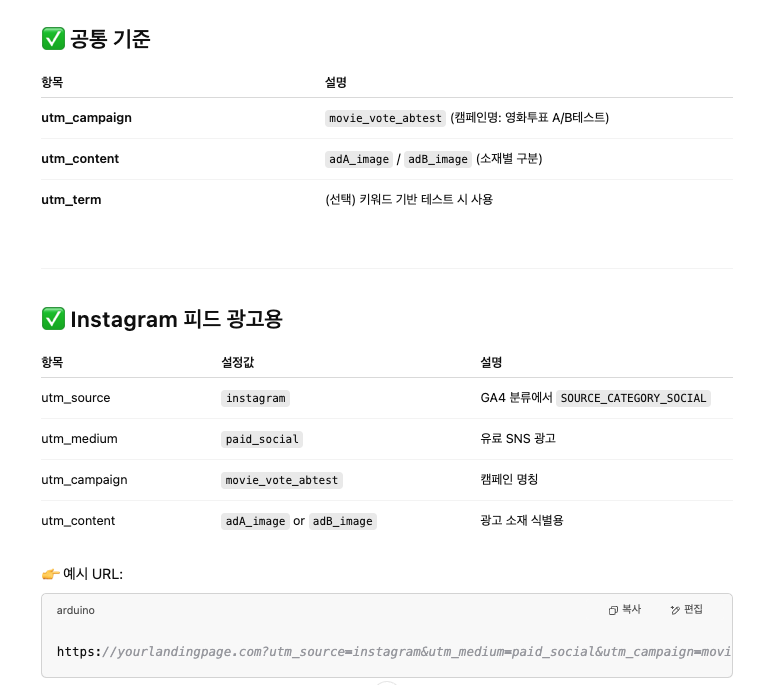 ✅ 공통 기준
항목 설명
utm_campaign movie_vote_abtest (캠페인명: 영화투표 A/B테스트)
utm_content adA_image / adB_image (소재별 구분)
utm_term (선택) 키워드 기반 테스트 시 사용
✅ Instagram 피드 광고용
항목 설정값 설명
utm_source instagram GA4 분류에서 SOURCE_CATEGORY_SOCIAL
utm_medium paid_social 유료 SNS 광고
utm_campaign movie_vote_abtest 캠페인 명칭
utm_content adA_image or adB_image 광고 소재 식별용
👉 예시 URL:
arduino 복사 편집
https://yourlandingpage.com?utm_source=instagram&utm_medium=paid_social&utm_campaign=movi